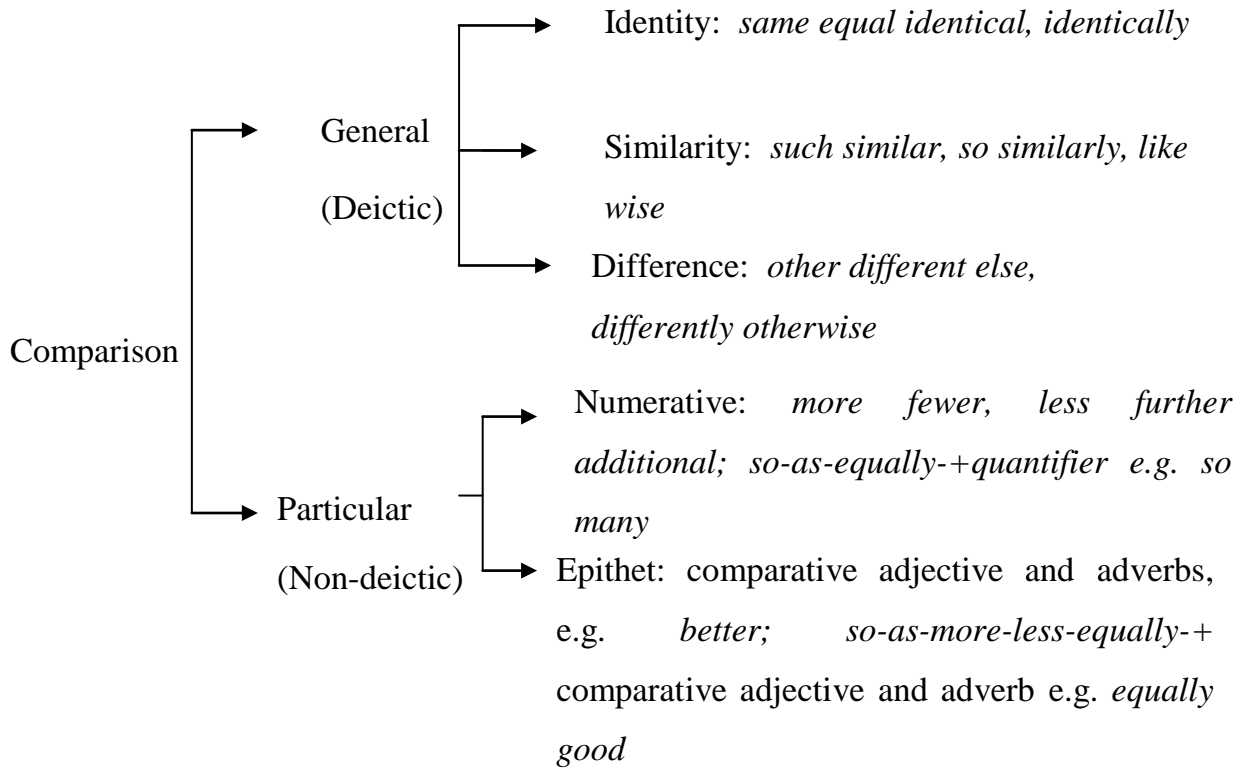 Identity: same equal identical, identically
General
(Deictic)
Similarity: such similar, so similarly, like
wise
Difference: other different else,
differently otherwise
Comparison
Numerative: more fewer, less further
additional; so-as-equally-+quantifier e.g. so
many
Particular
(Non-deictic)
Epithet: comparative adjective and adverbs,
e.g. better; so-as-more-less-equally-+
comparative adjective and adverb e.g. equally
good